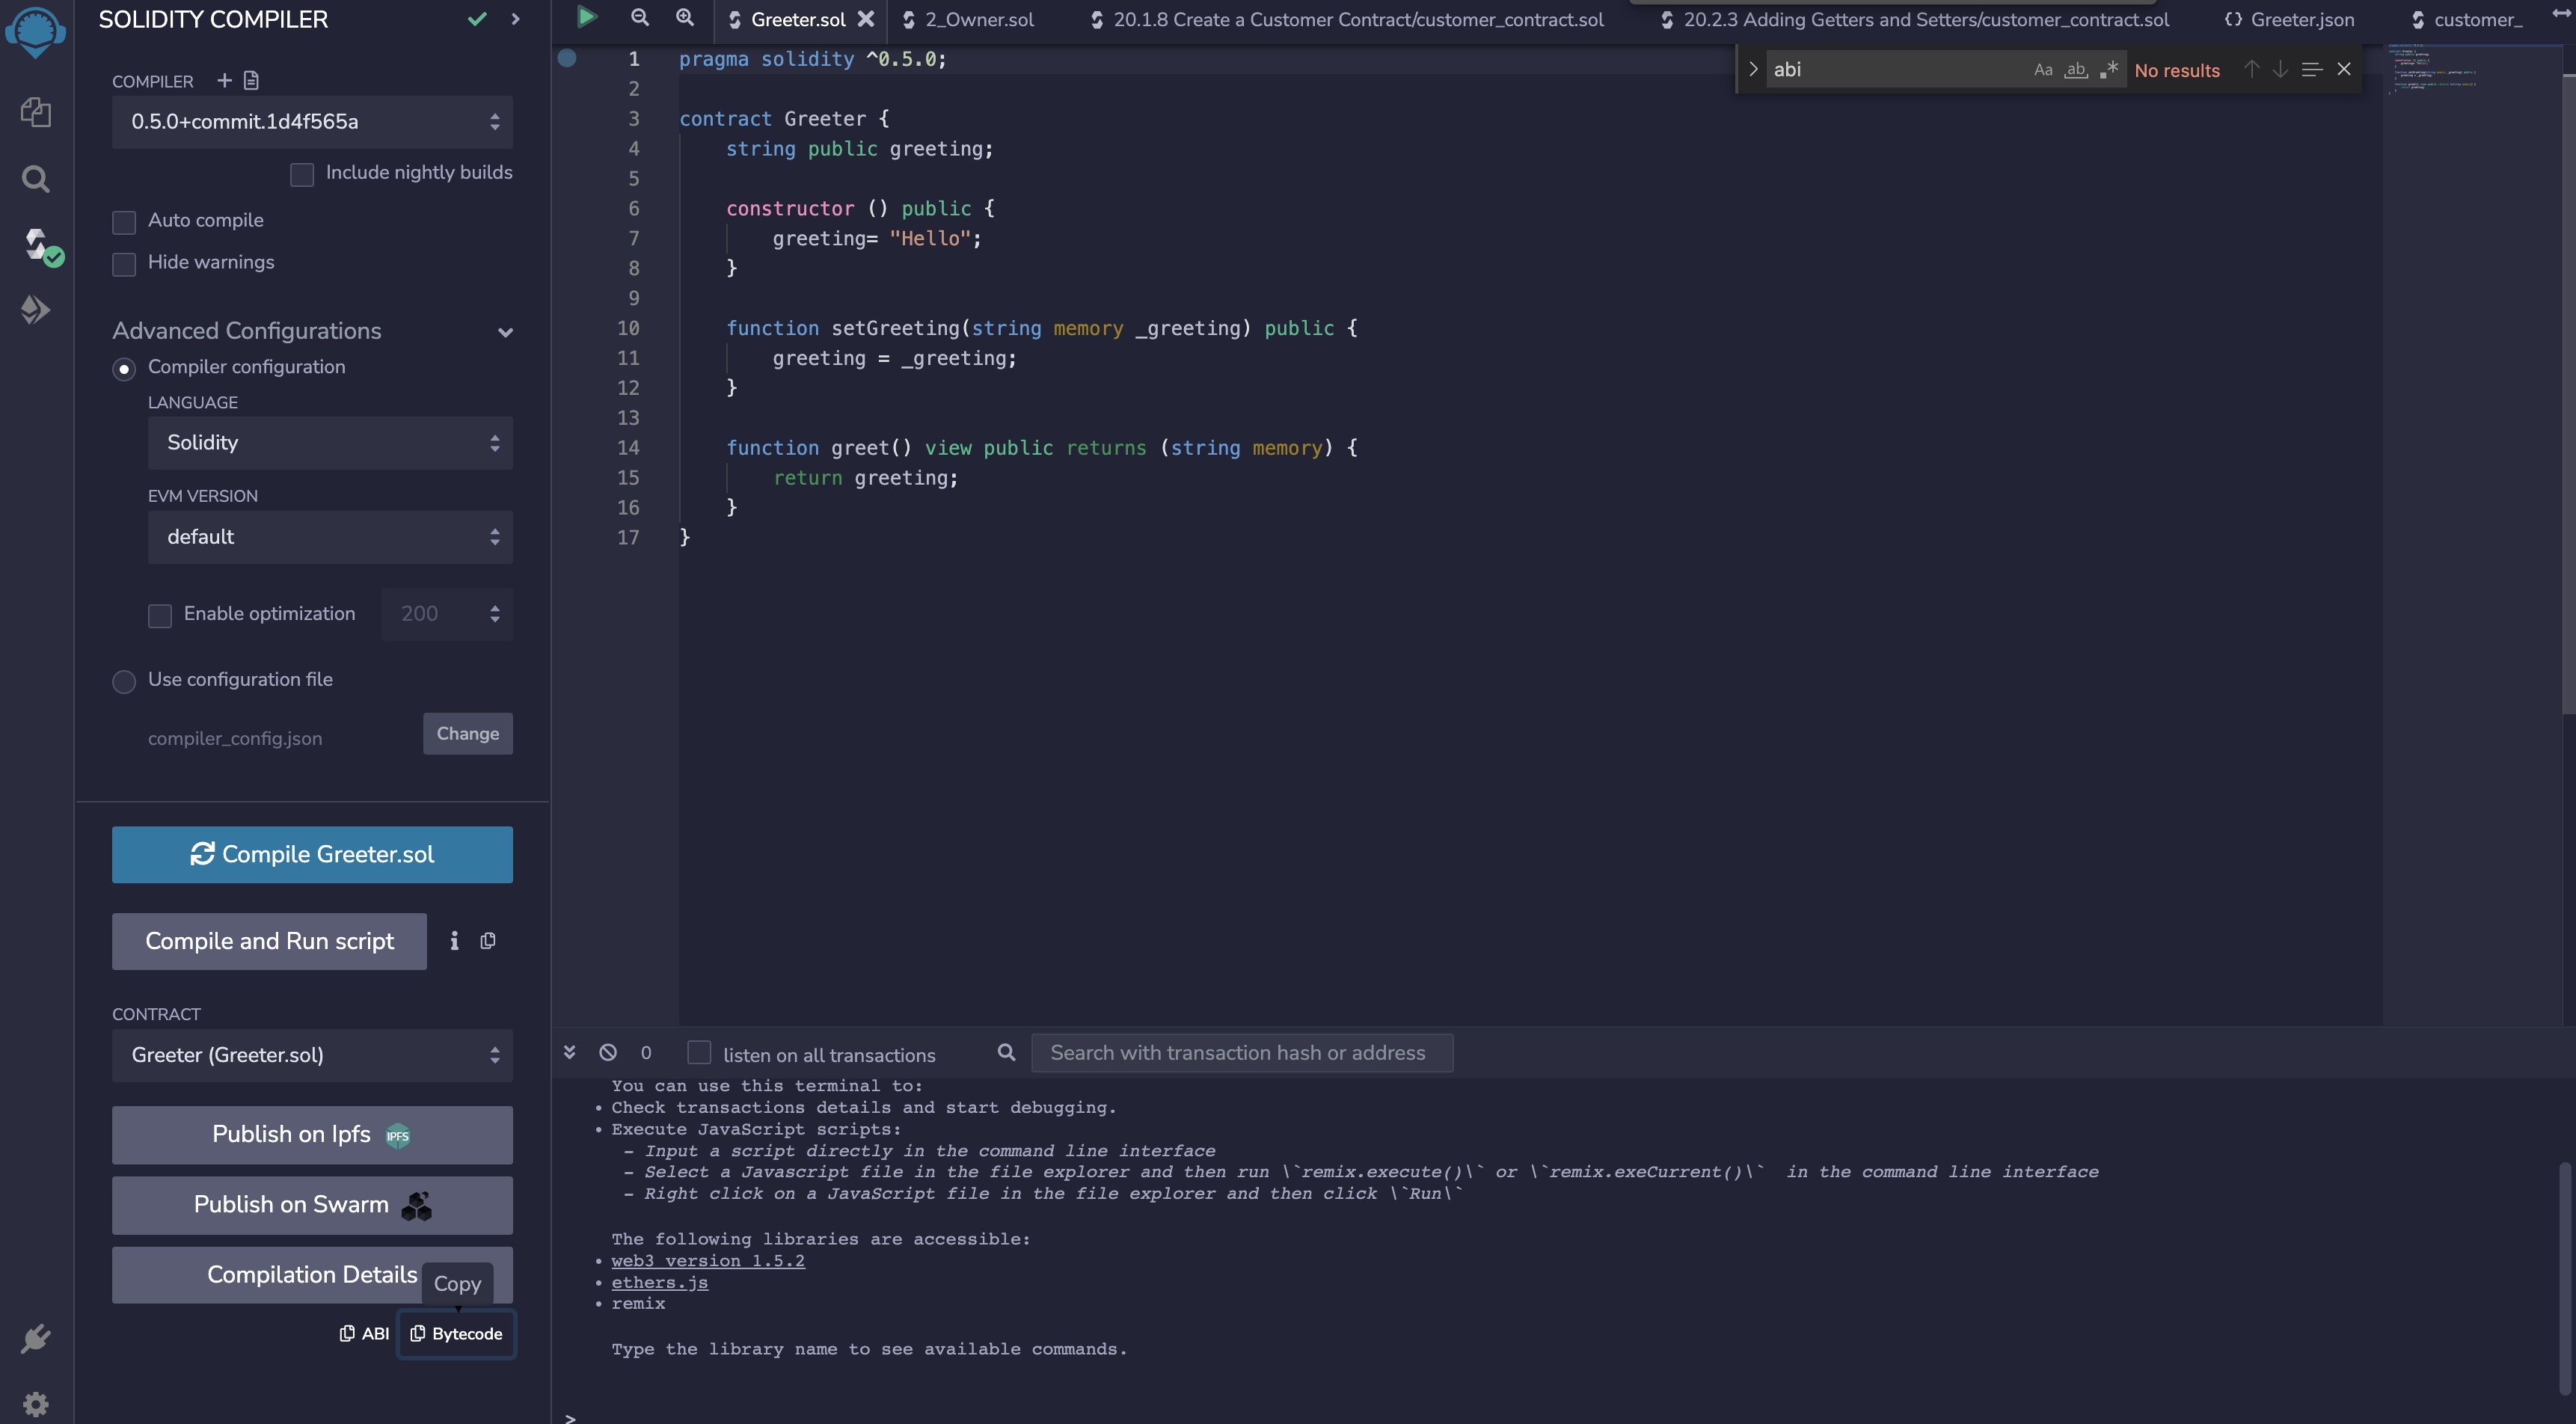 SOLIDITY COMPILER
COMPILER
0.5.0+commit.1d4f565a
Include nightly builds
Auto compile
Hide warnings
Advanced Configurations
Compiler configuration
LANGUAGE
Solidity
EVM VERSION
default
Enable optimization 200
Use configuration file
compiler_config.json Change
Compile Greeter.sol
Compile and Run script
CONTRACT
Greeter (Greeter.sol)
Publish on Ipfs IPFS
Publish on Swarm
Compilation Details
Copy
ABI Bytecode
Greeter.sol 2_Owner.sol 20.1.8 Create a Customer Contract/customer_contract.sol 20.2.3 Adding Getters and Setters/customer_contract.sol {} Greeter.json customer_
abi Aa ab .* No results
1 pragma solidity ^0.5.0;
2
3 contract Greeter {
4     string public greeting;
5
6     constructor () public {
7         greeting= "Hello";
8     }
9
10     function setGreeting(string memory _greeting) public {
11         greeting = _greeting;
12     }
13
14     function greet() view public returns (string memory) {
15         return greeting;
16     }
17 }
0 listen on all transactions Search with transaction hash or address
You can use this terminal to:
• Check transactions details and start debugging.
• Execute JavaScript scripts:
- Input a script directly in the command line interface
- Select a Javascript file in the file explorer and then run \`remix.execute()\` or \`remix.exeCurrent()\`  in the command line interface
- Right click on a JavaScript file in the file explorer and then click \`Run\`
The following libraries are accessible:
• web3 version 1.5.2
• ethers.js
• remix
Type the library name to see available commands.
>